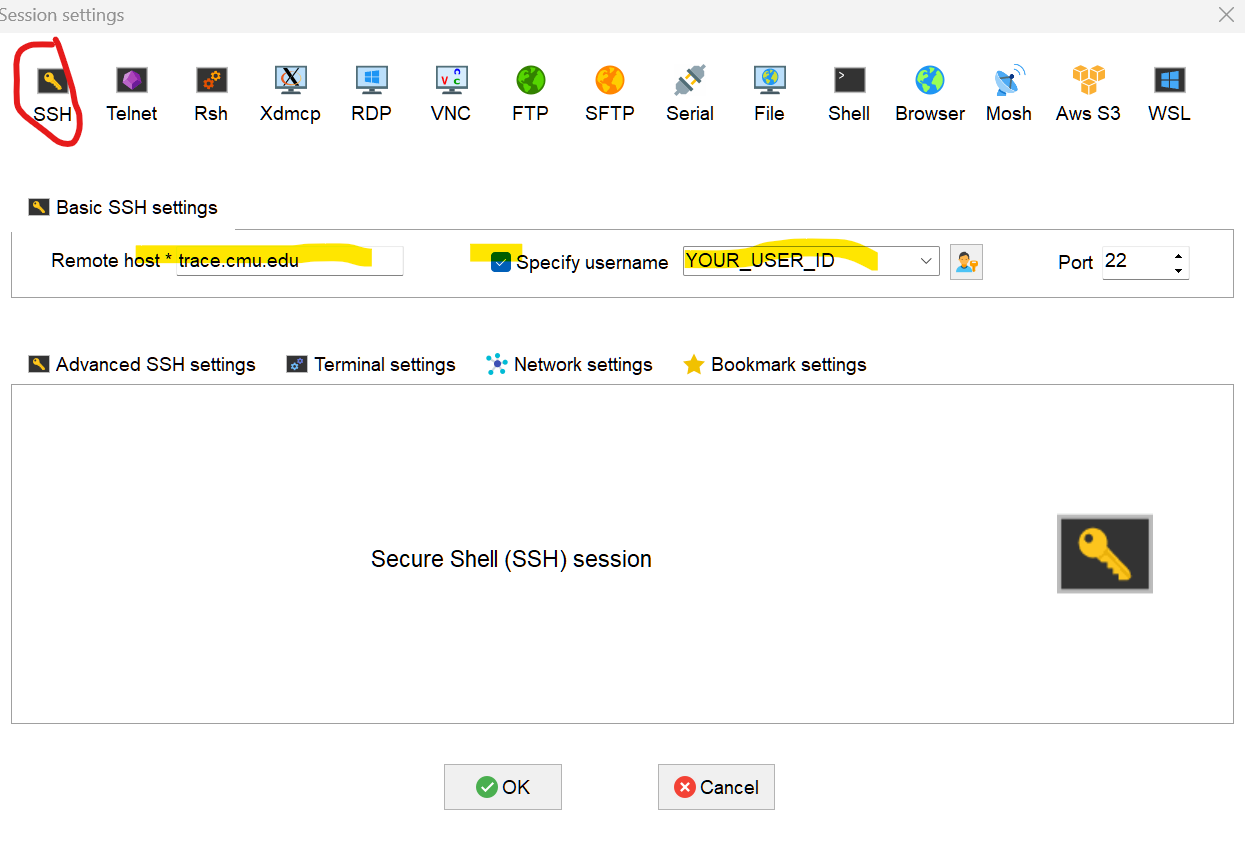 Session settings
SSH Telnet Rsh Xdmcp RDP VNC FTP SFTP Serial File Shell Browser Mosh Aws S3 WSL
Basic SSH settings
Remote host * trace.cmu.edu Specify username YOUR_USER_ID Port 22
Advanced SSH settings Terminal settings Network settings Bookmark settings
Secure Shell (SSH) session
OK Cancel